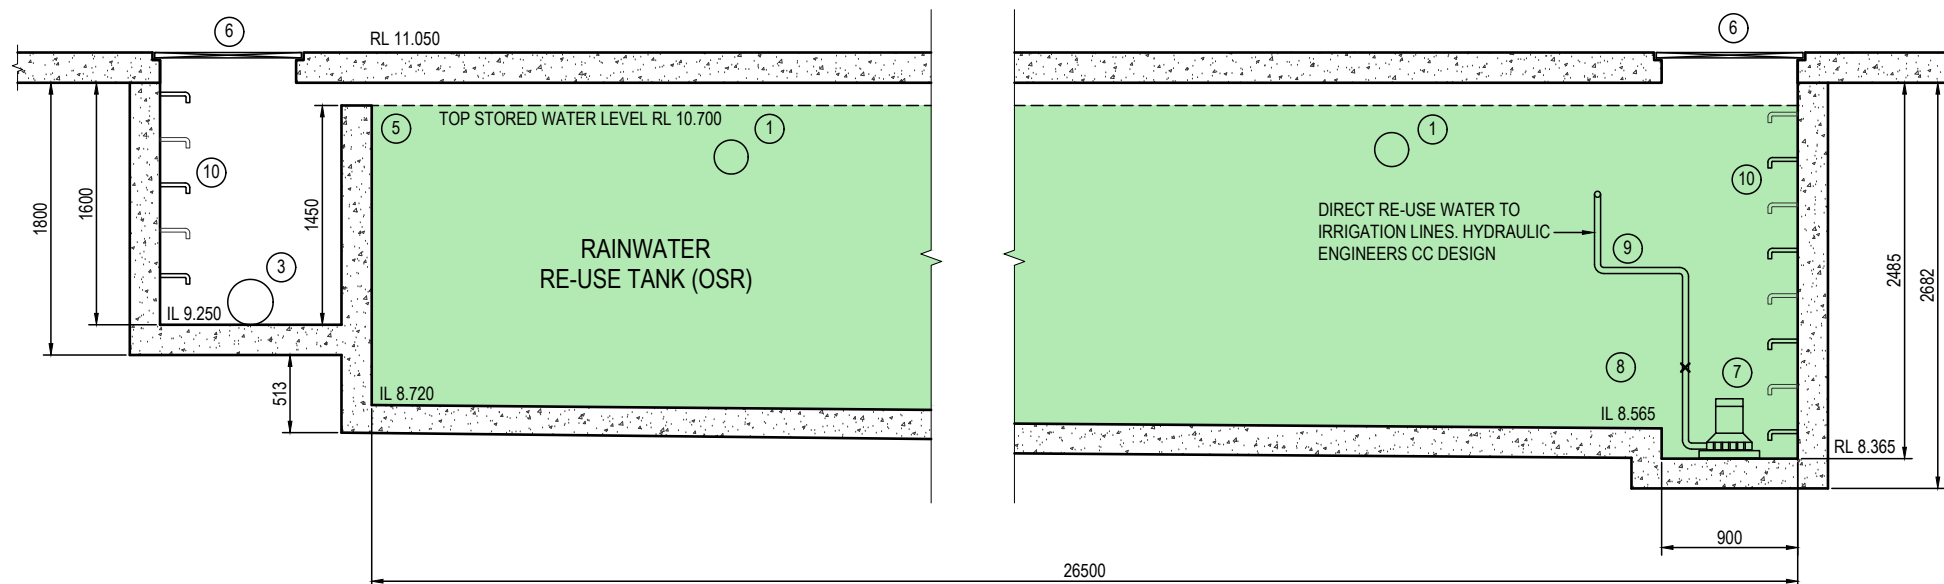 6
6
RL 11.050
5
TOP STORED WATER LEVEL RL 10.700
1
1
10
10
1800
1600
1450
RAINWATER
RE-USE TANK (OSR)
DIRECT RE-USE WATER TO
IRRIGATION LINES. HYDRAULIC
ENGINEERS CC DESIGN
9
2485
2682
3
IL 9.250
513
IL 8.720
8
7
IL 8.565
RL 8.365
900
26500